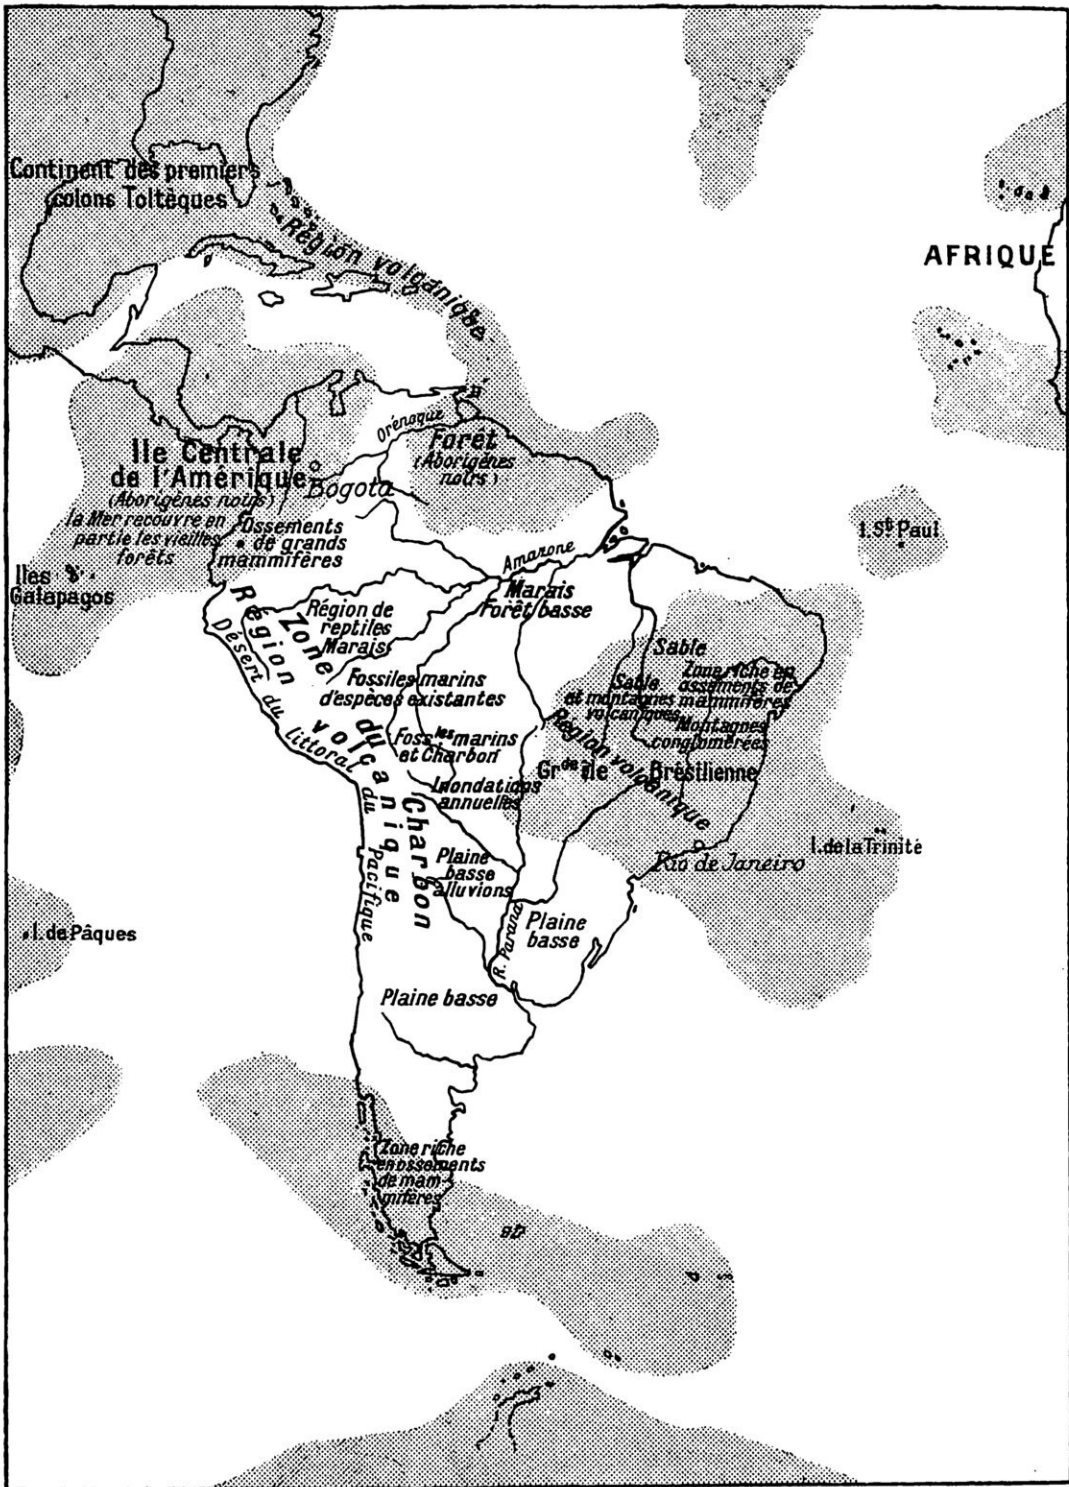 Continent des premiers
colons Toltèques
Région volcanique
AFRIQUE
Orénoque
Forêt
(Aborigènes
noirs)
Ile Centrale
de l'Amérique
(Aborigènes noirs)
la Mer recouvre en
partie les vieilles
forêts
Bogota
Ossements
de grands
mammifères
Iles
Galapagos
I. St Paul
Amazone
Marais
Forêt basse
Région volcanique
Zone du Charbon
Désert du littoral du Pacifique
Région de
reptiles
Marais
Fossiles marins
d'espèces existantes
Fossles marins
et Charbon
Inondations
annuelles
Sable
Zone riche en
ossements de
mammifères
Sable
et montagnes
volcaniques
Montagnes
conglomérées
Région volcanique
Grde Ile Brésilienne
Rio de Janeiro
I. de la Trinité
Plaine
basse
alluvions
R. Parana
Plaine
basse
I. de Pâques
Plaine basse
Zone riche
en ossements
de mam-
mifères